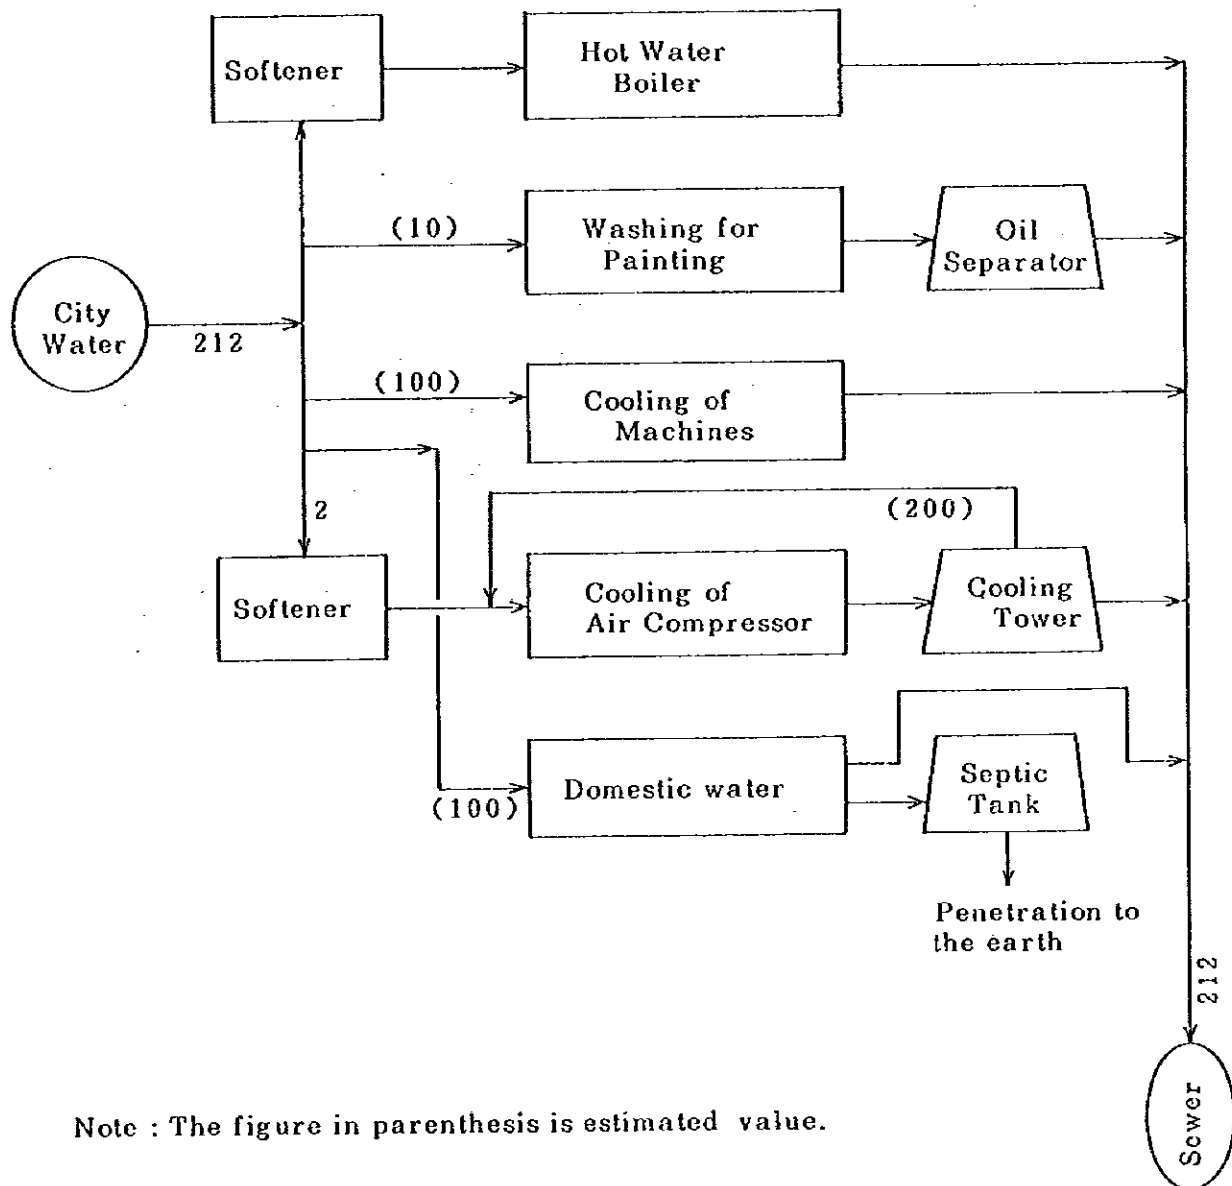 Softener
Hot Water
Boiler
(10)
Washing for
Painting
Oil
Separator
City
Water
212
(100)
Cooling of
Machines
2
(200)
Softener
Cooling of
Air Compressor
Cooling
Tower
(100)
Domestic water
Septic
Tank
Penetration to
the earth
212
Sewer
Note : The figure in parenthesis is estimated value.